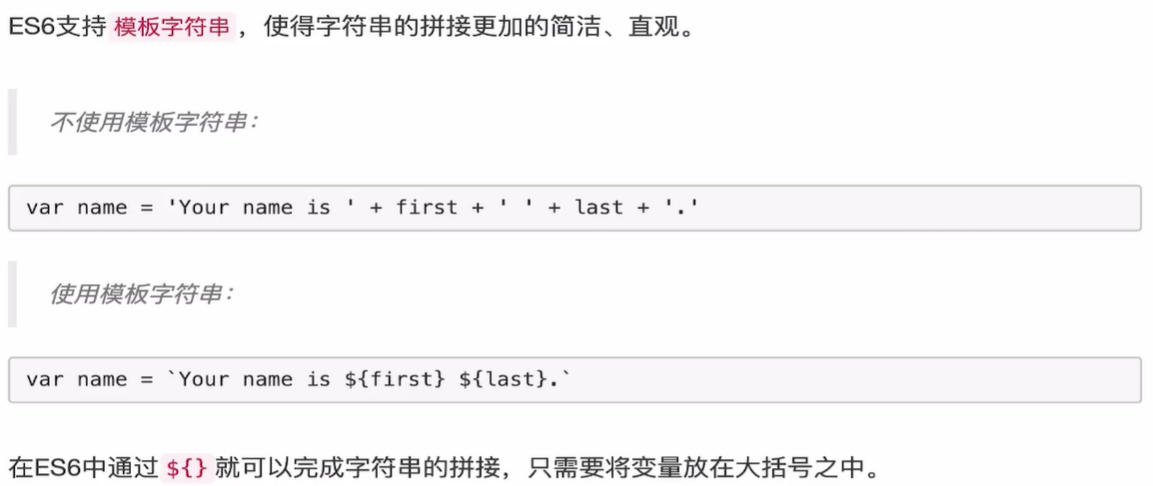 ES6支持 模板字符串，使得字符串的拼接更加的简洁、直观。
不使用模板字符串：
var name = 'Your name is ' + first + ' ' + last + '.'
使用模板字符串：
var name = `Your name is ${first} ${last}.`
在ES6中通过 ${} 就可以完成字符串的拼接，只需要将变量放在大括号之中。